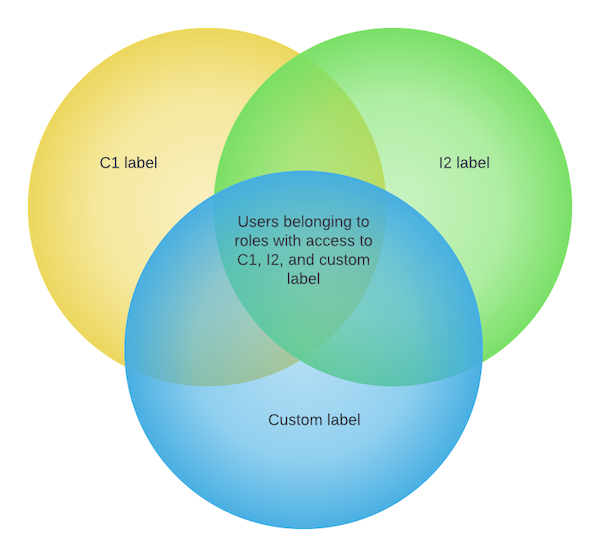 C1 label
I2 label
Users belonging to
roles with access to
C1, I2, and custom
label
Custom label